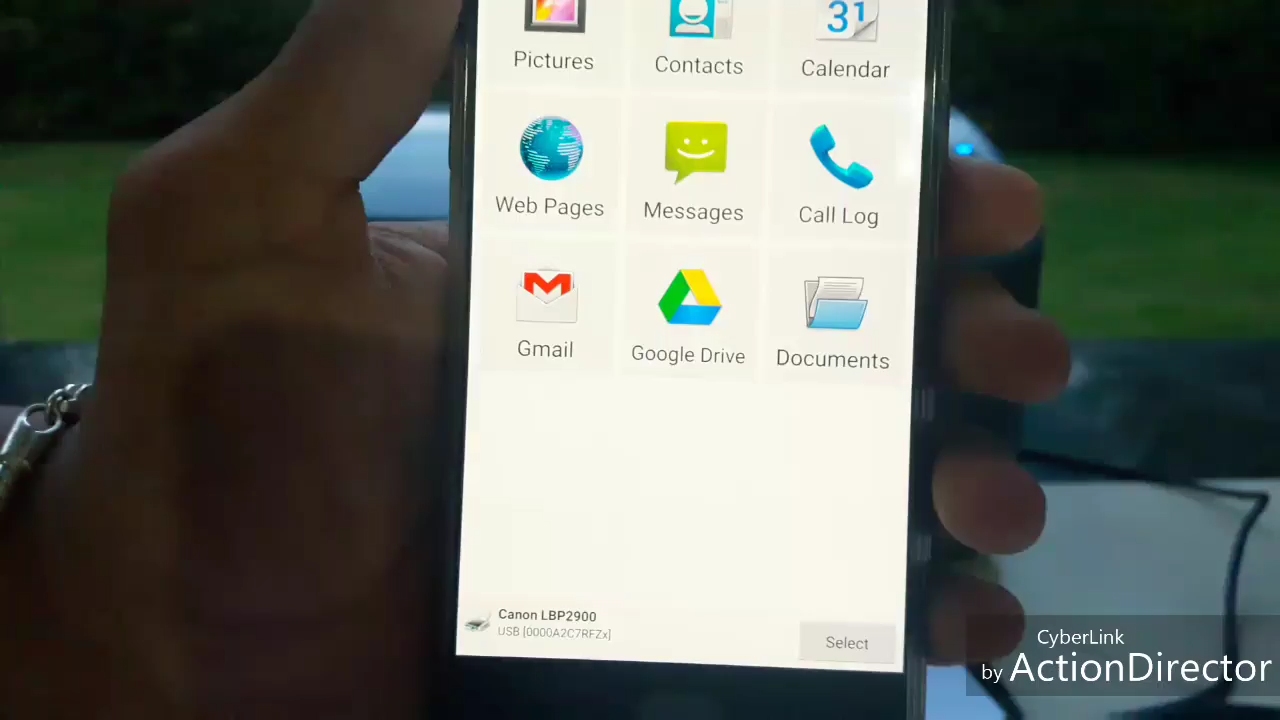 31
Pictures
Contacts
Calendar
Web Pages
Messages
Call Log
Gmail
Google Drive
Documents
Canon LBP2900
USB [0000A2C7RFZx]
Select
CyberLink
by ActionDirector